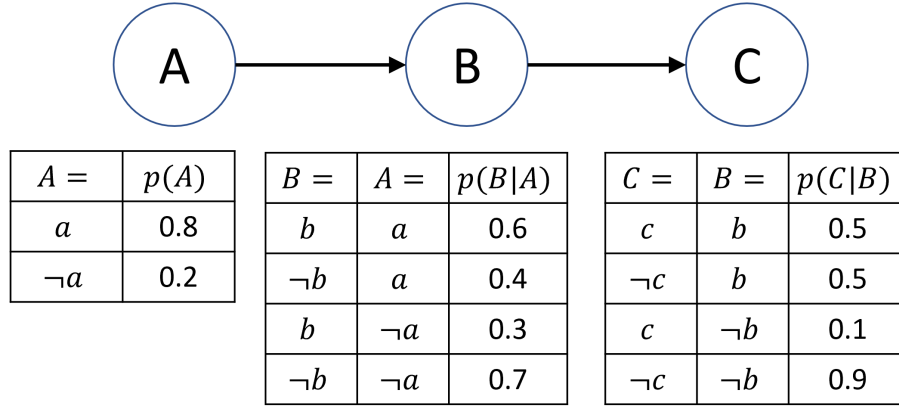 A B C
A = p(A)
a 0.8
¬a 0.2
B = A = p(B|A)
b a 0.6
¬b a 0.4
b ¬a 0.3
¬b ¬a 0.7
C = B = p(C|B)
c b 0.5
¬c b 0.5
c ¬b 0.1
¬c ¬b 0.9